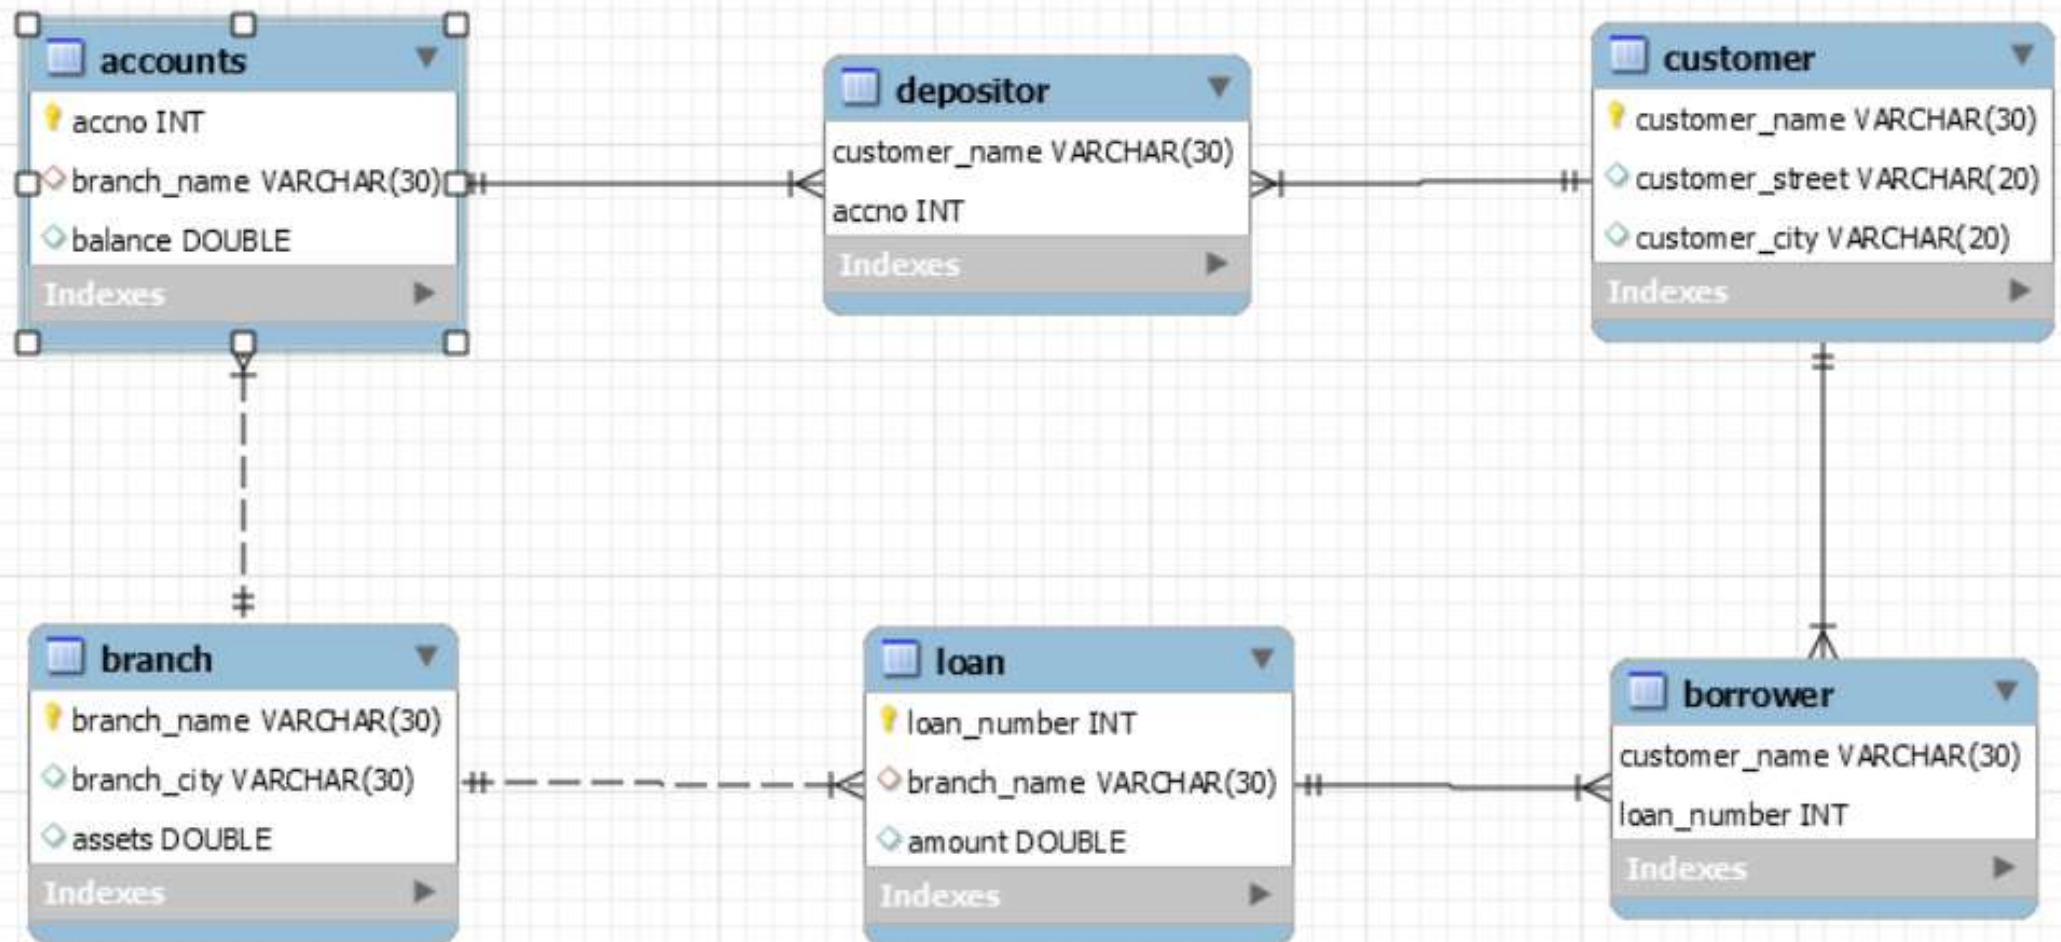 accounts
accno INT
branch_name VARCHAR(30)
balance DOUBLE
Indexes
depositor
customer_name VARCHAR(30)
accno INT
Indexes
customer
customer_name VARCHAR(30)
customer_street VARCHAR(20)
customer_city VARCHAR(20)
Indexes
branch
branch_name VARCHAR(30)
branch_city VARCHAR(30)
assets DOUBLE
Indexes
loan
loan_number INT
branch_name VARCHAR(30)
amount DOUBLE
Indexes
borrower
customer_name VARCHAR(30)
loan_number INT
Indexes